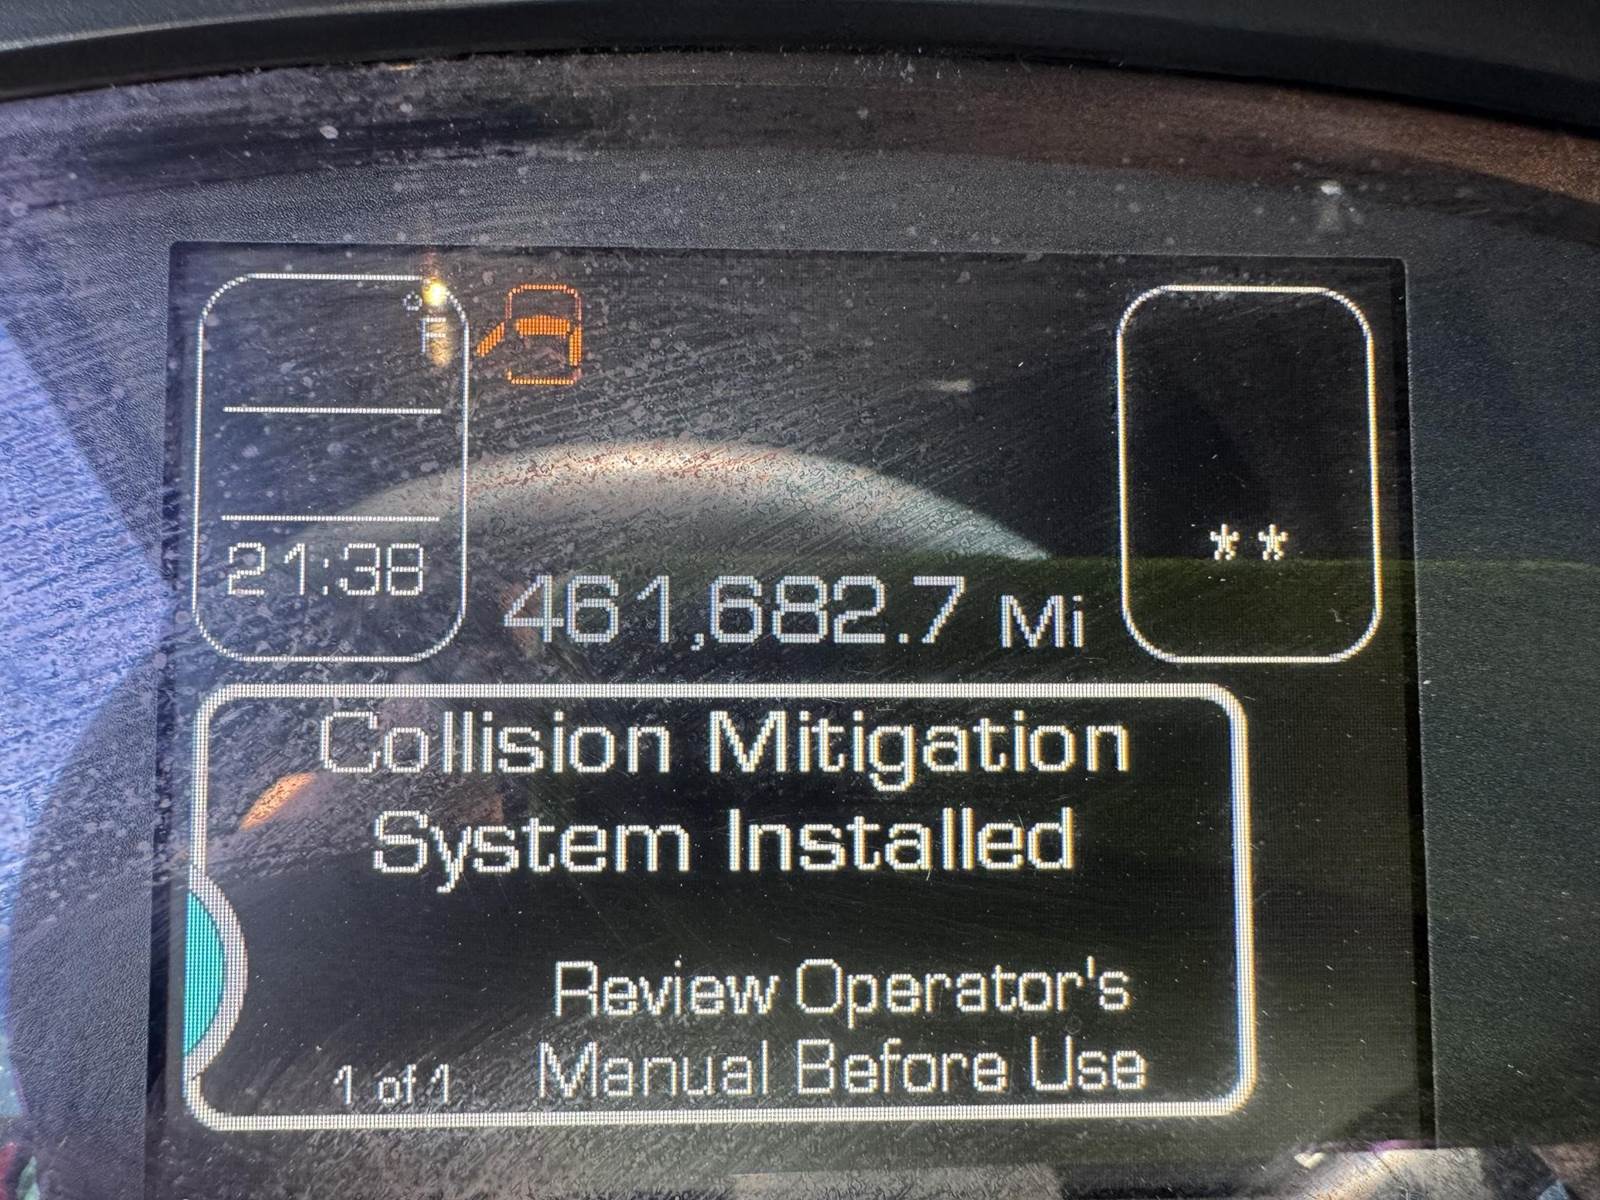 °F
21:38
461,682.7 Mi
**
Collision Mitigation
System Installed
Review Operator's
Manual Before Use
1 of 1